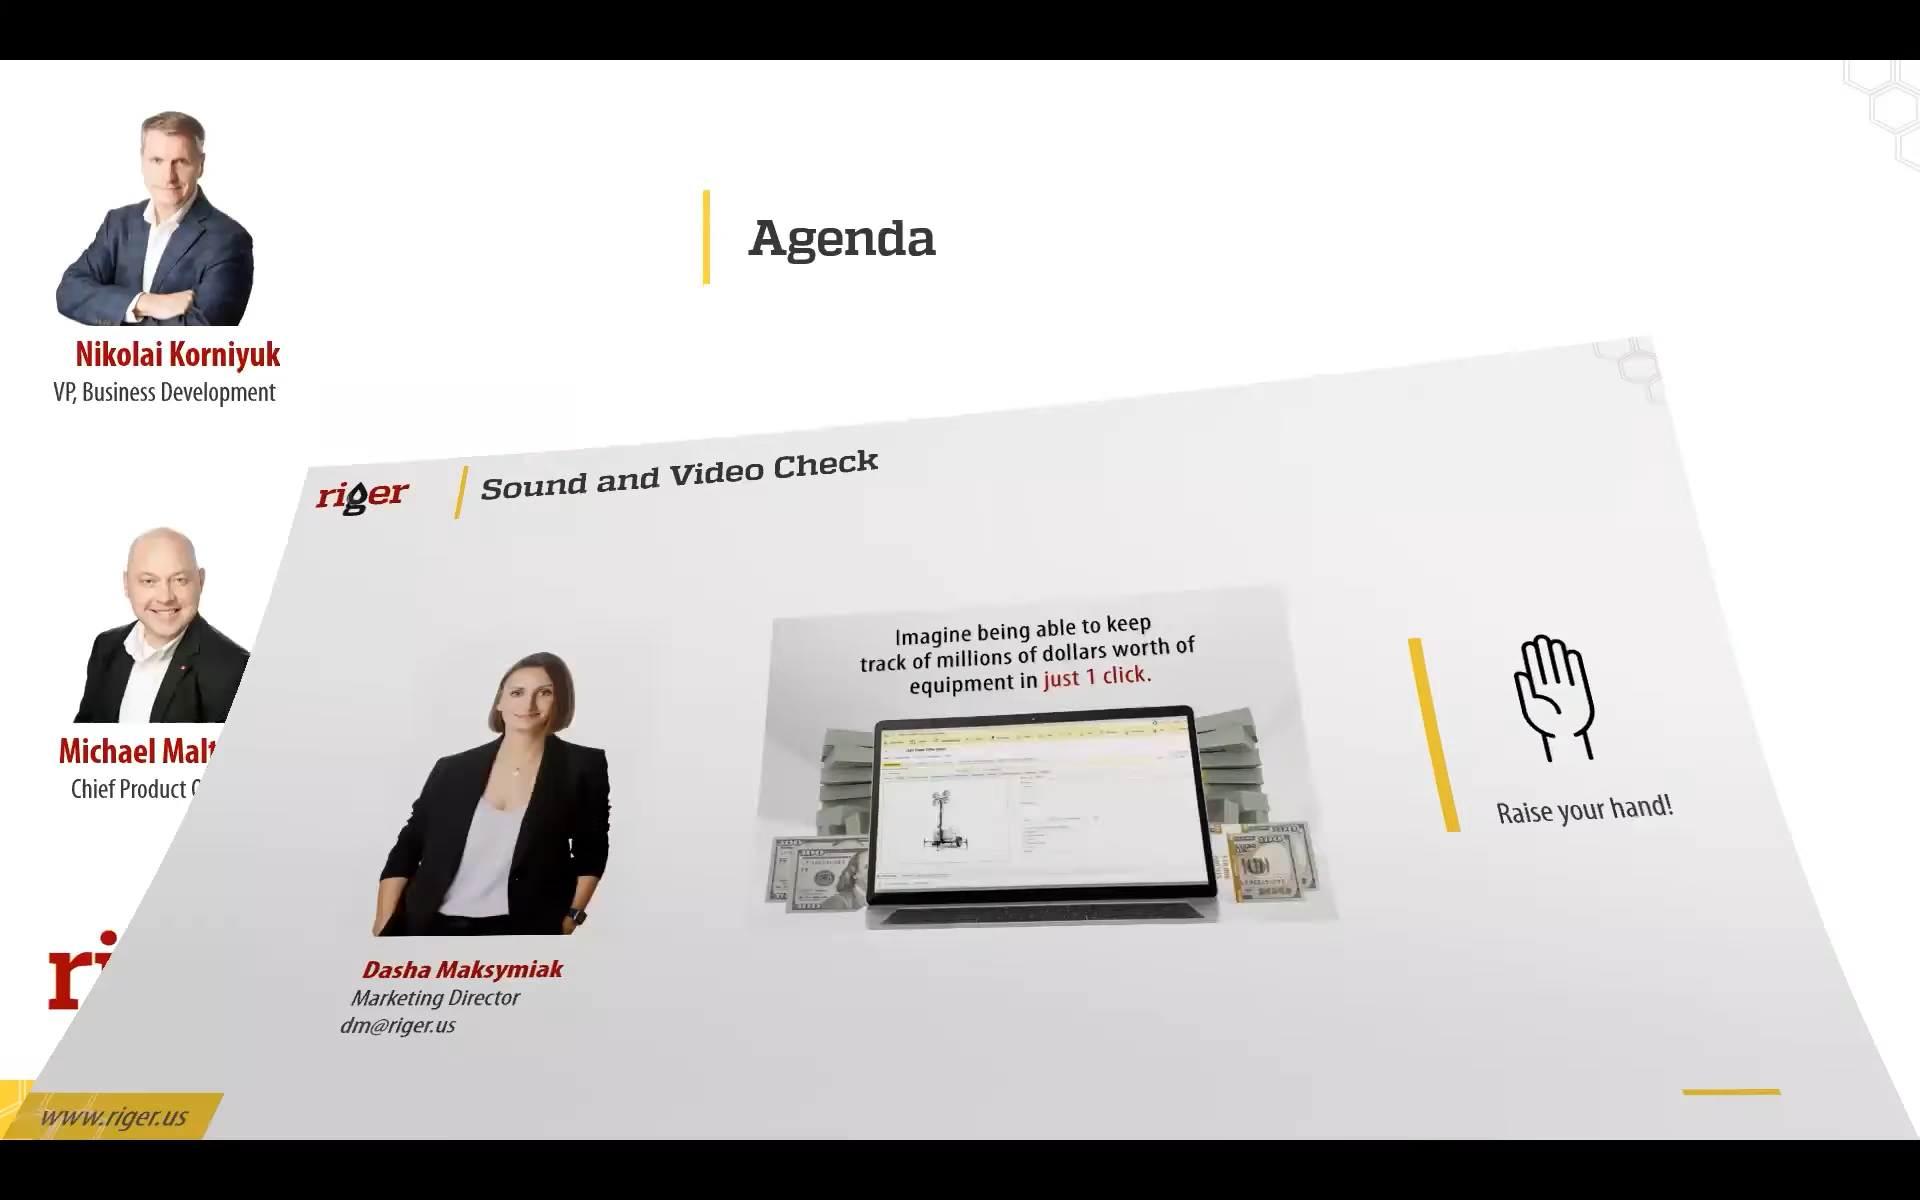 Agenda
Nikolai Korniyuk
VP, Business Development
Michael Malt
Chief Product
ri
riger
Sound and Video Check
Imagine being able to keep
track of millions of dollars worth of
equipment in just 1 click.
Raise your hand!
Dasha Maksymiak
Marketing Director
dm@riger.us
www.riger.us